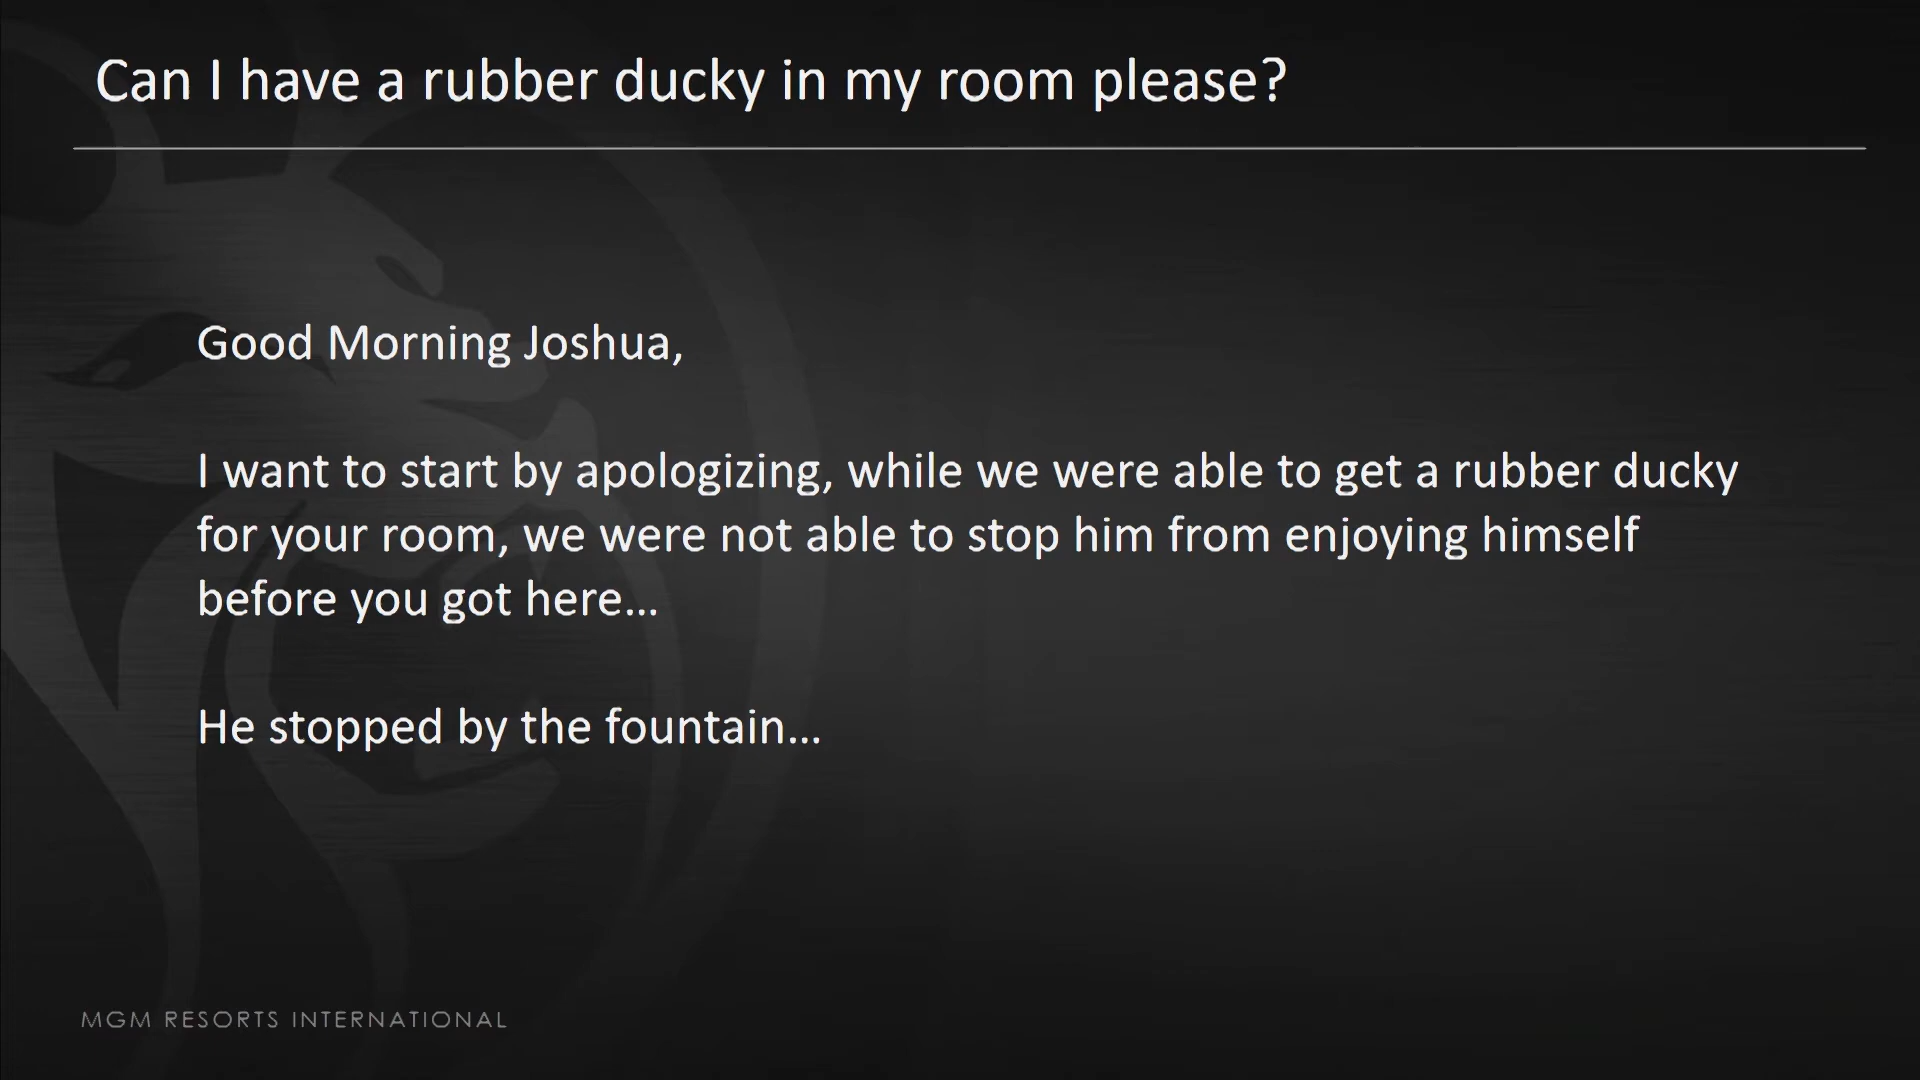 Can I have a rubber ducky in my room please?
Good Morning Joshua,
I want to start by apologizing, while we were able to get a rubber ducky
for your room, we were not able to stop him from enjoying himself
before you got here...
He stopped by the fountain...
MGM RESORTS INTERNATIONAL